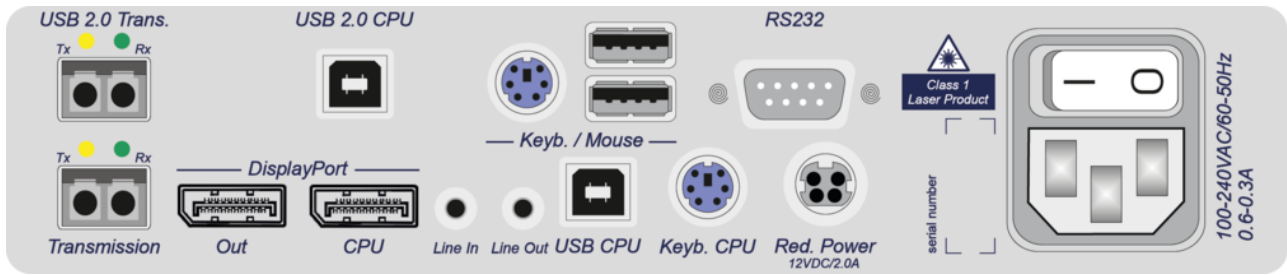 USB 2.0 Trans.
USB 2.0 CPU
RS232
Tx
Rx
Class 1
Laser Product
Keyb. / Mouse
Tx
Rx
DisplayPort
serial number
100-240VAC/60-50Hz
0.6-0.3A
Transmission
Out
CPU
Line In
Line Out
USB CPU
Keyb. CPU
Red. Power
12VDC/2.0A